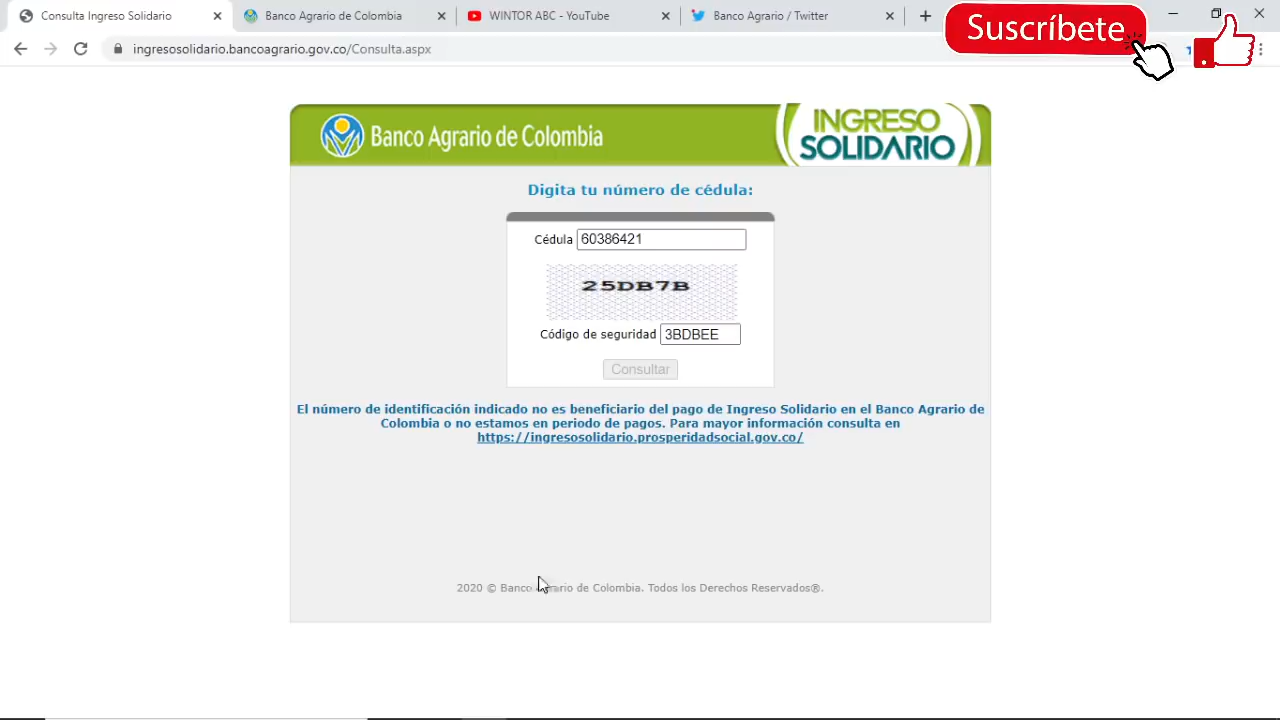 Consulta Ingreso Solidario
Banco Agrario de Colombia
WINTOR ABC - YouTube
Banco Agrario / Twitter
Suscríbete
ingresosolidario.bancoagrario.gov.co/Consulta.aspx
Banco Agrario de Colombia
INGRESO
SOLIDARIO
Digita tu número de cédula:
Cédula 60386421
25DB7B
Código de seguridad 3BDBEE
Consultar
El número de identificación indicado no es beneficiario del pago de Ingreso Solidario en el Banco Agrario de
Colombia o no estamos en periodo de pagos. Para mayor información consulta en
https://ingresosolidario.prosperidadsocial.gov.co/
2020 © Banco Agrario de Colombia. Todos los Derechos Reservados®.